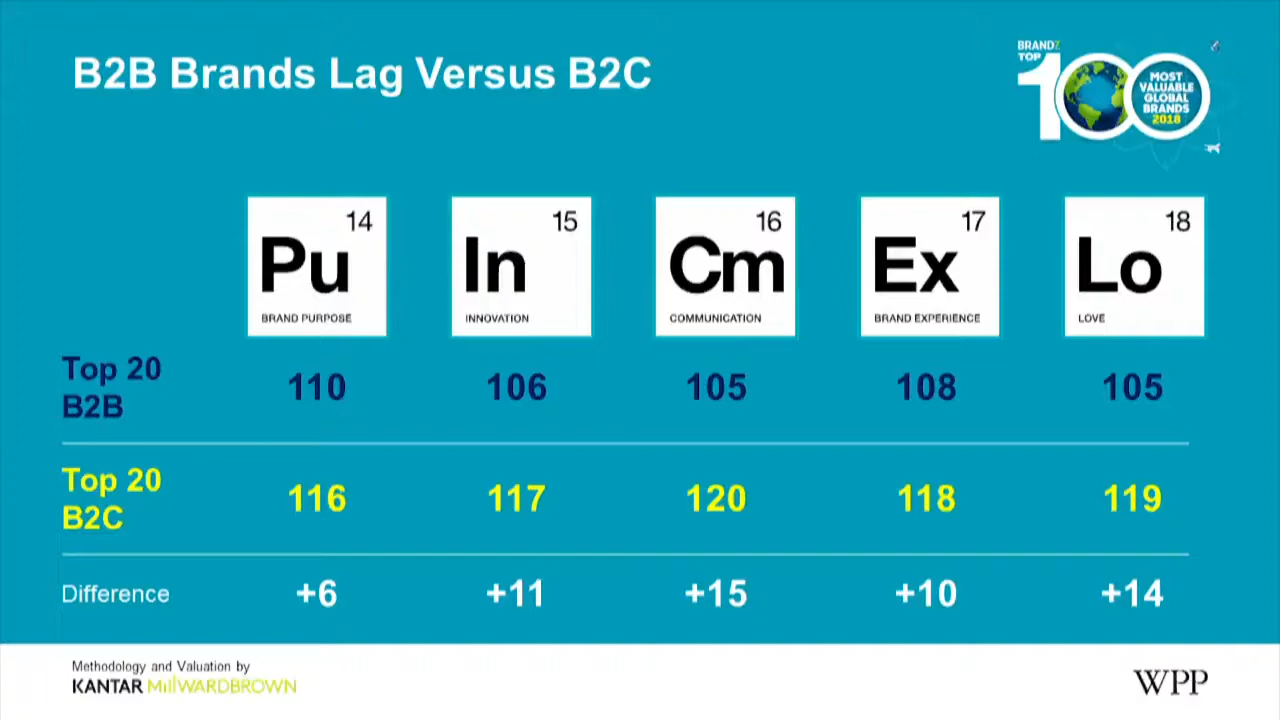 B2B Brands Lag Versus B2C
BRANDZ
TOP
100
MOST
VALUABLE
GLOBAL
BRANDS
2018
14
Pu
BRAND PURPOSE
15
In
INNOVATION
16
Cm
COMMUNICATION
17
Ex
BRAND EXPERIENCE
18
Lo
LOVE
Top 20
B2B
110 106 105 108 105
Top 20
B2C
116 117 120 118 119
Difference +6 +11 +15 +10 +14
Methodology and Valuation by
KANTAR MillWARDBROWN
WPP